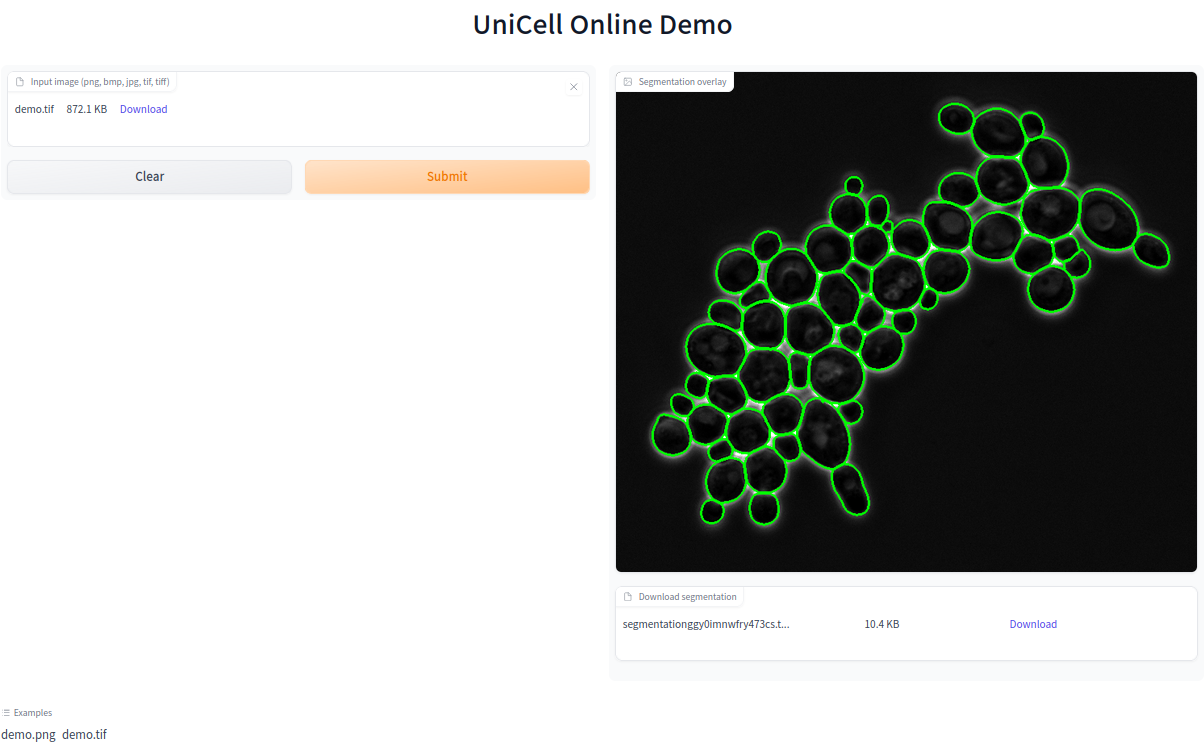 UniCell Online Demo
Input image (png, bmp, jpg, tif, tiff)
demo.tif 872.1 KB Download
Clear Submit
Segmentation overlay
Download segmentation
segmentationggy0imnwfry473cs.t... 10.4 KB Download
Examples
demo.png demo.tif